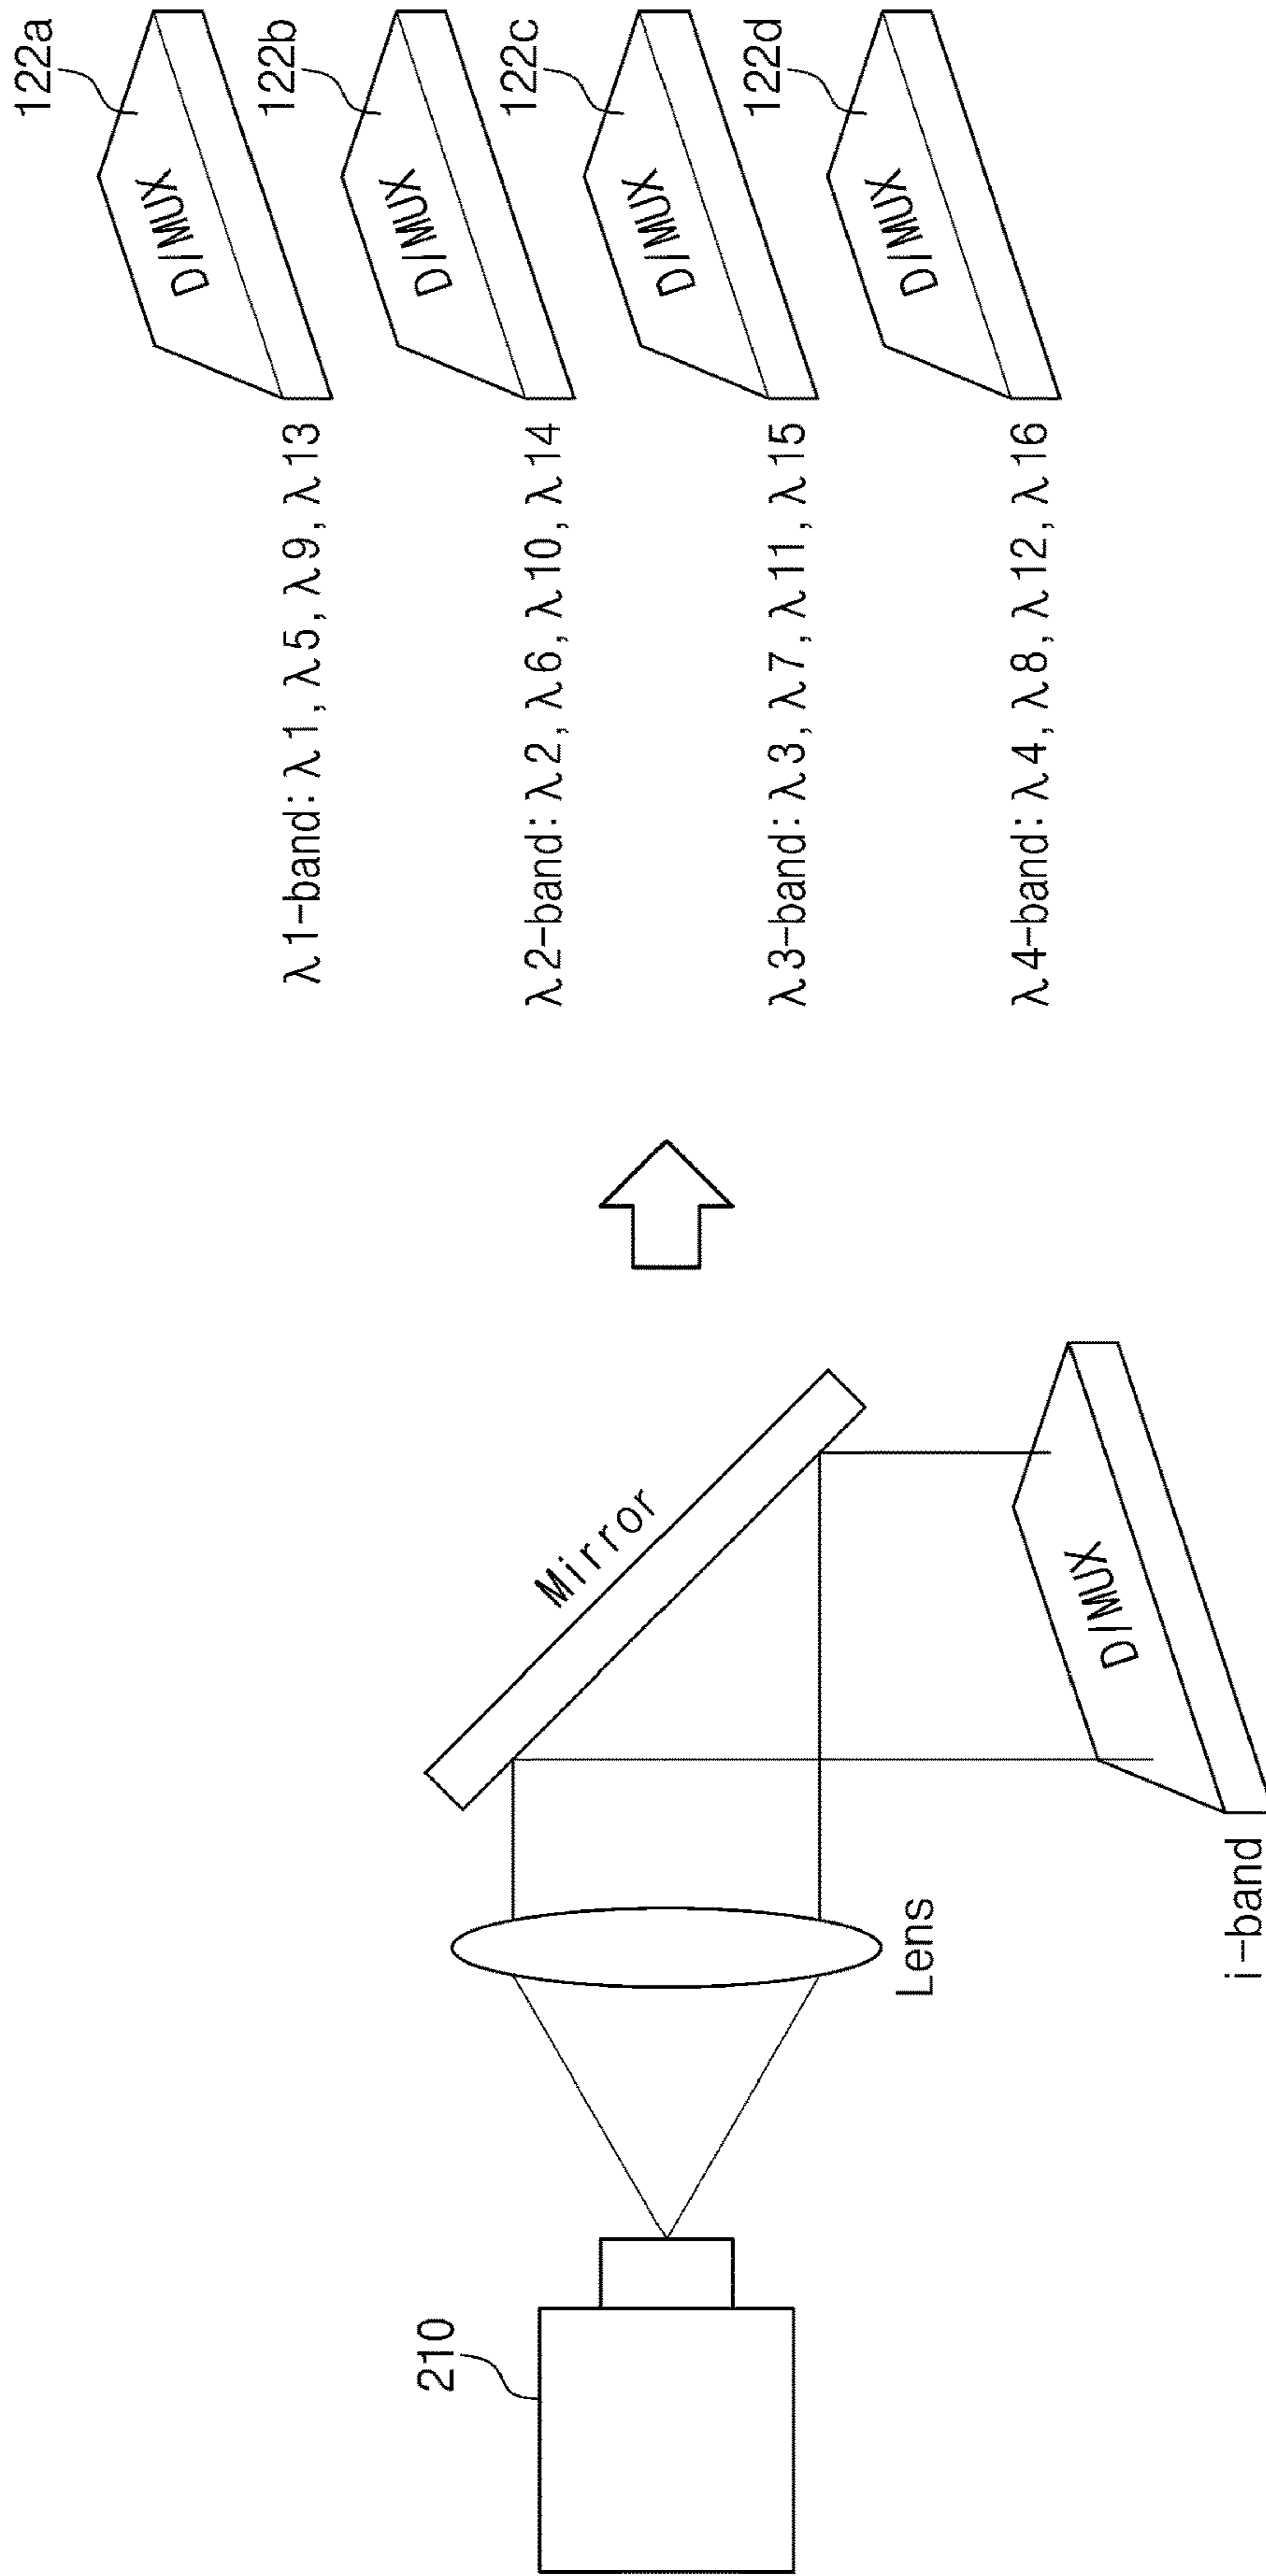 210
Lens
Mirror
D/MUX
i-band
λ1-band: λ1, λ5, λ9, λ13
D/MUX
122a
λ2-band: λ2, λ6, λ10, λ14
D/MUX
122b
λ3-band: λ3, λ7, λ11, λ15
D/MUX
122c
λ4-band: λ4, λ8, λ12, λ16
D/MUX
122d